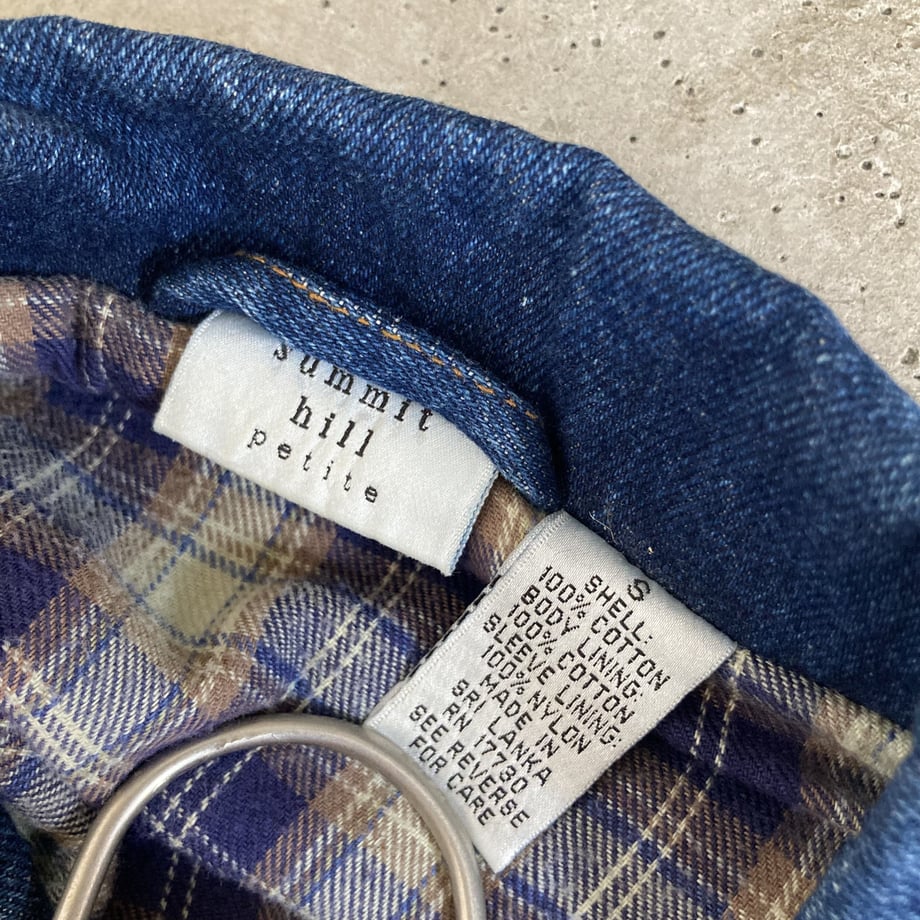 summit
hill
petite
S
SHELL:
100% COTTON
BODY LINING:
100% COTTON
SLEEVE LINING:
100% NYLON
MADE IN
SRI LANKA
RN 17730
SEE REVERSE
FOR CARE